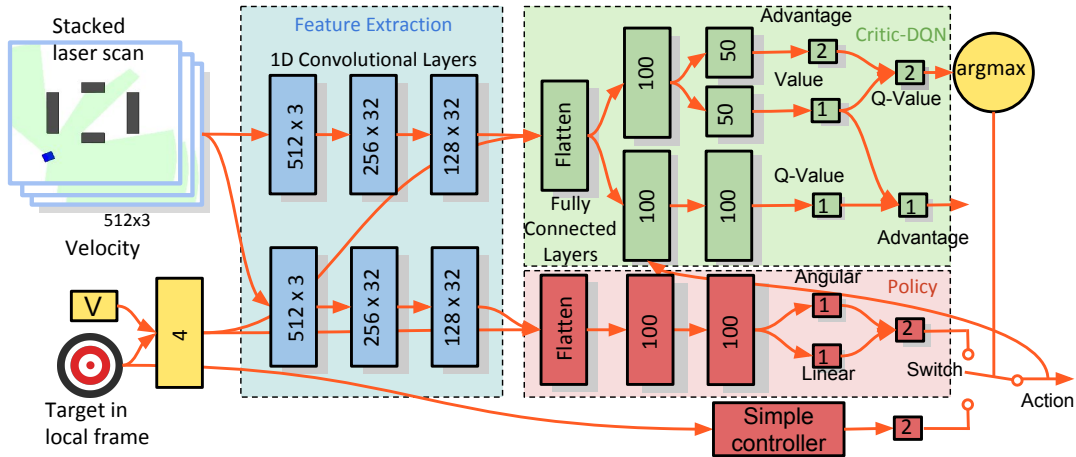 Stacked
laser scan
512x3
Velocity
V
4
Target in
local frame
Feature Extraction
1D Convolutional Layers
512 x 3
256 x 32
128 x 32
512 x 3
256 x 32
128 x 32
Critic-DQN
Flatten
Fully
Connected
Layers
100
50
50
Advantage
2
Value
1
2
Q-Value
argmax
100
100
Q-Value
1
1
Advantage
Policy
Flatten
100
100
Angular
1
1
Linear
2
Switch
Action
Simple
controller
2